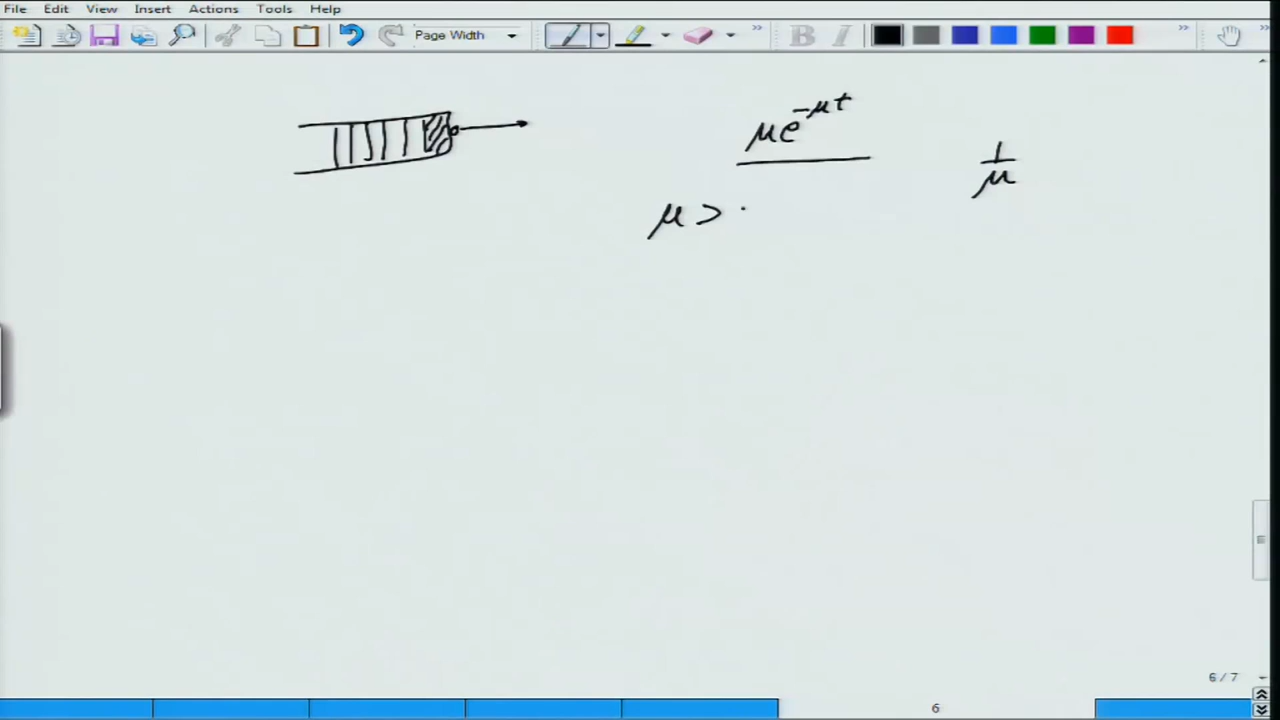 File Edit View Insert Actions Tools Help
Page Width
μe^{-μt}
1/μ
μ >
6 / 7
6